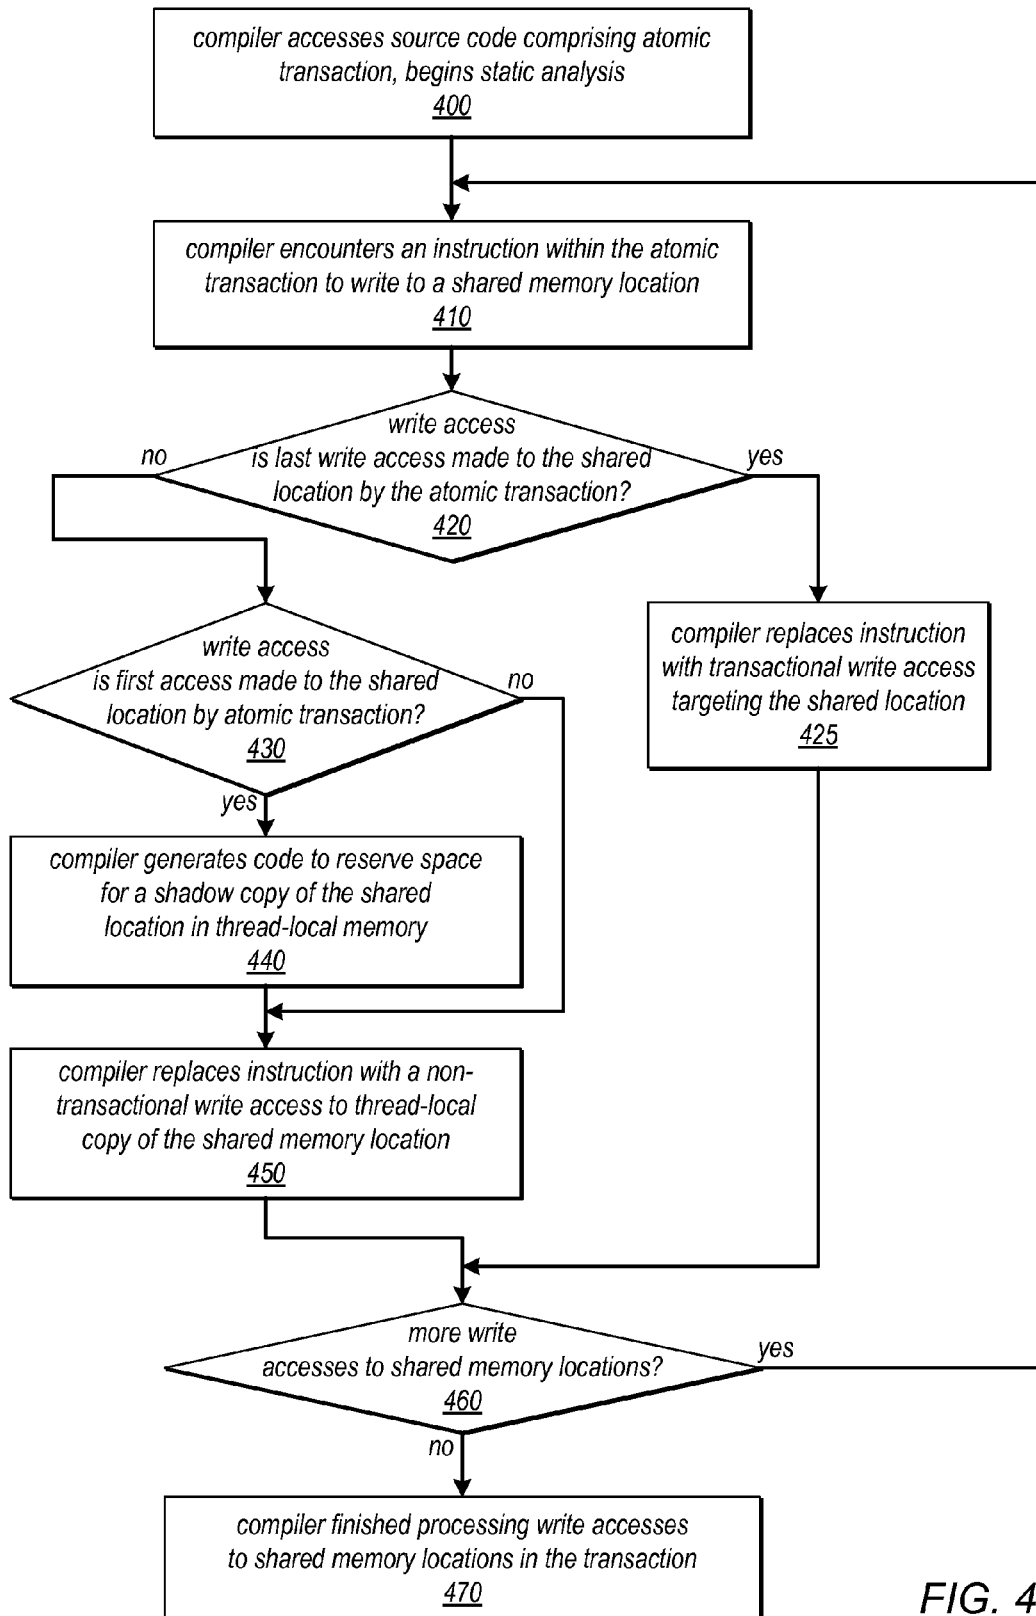 compiler accesses source code comprising atomic
transaction, begins static analysis
400
compiler encounters an instruction within the atomic
transaction to write to a shared memory location
410
write access
is last write access made to the shared
location by the atomic transaction?
420
no
yes
write access
is first access made to the shared
location by atomic transaction?
430
no
yes
compiler replaces instruction
with transactional write access
targeting the shared location
425
compiler generates code to reserve space
for a shadow copy of the shared
location in thread-local memory
440
compiler replaces instruction with a non-
transactional write access to thread-local
copy of the shared memory location
450
more write
accesses to shared memory locations?
460
yes
no
compiler finished processing write accesses
to shared memory locations in the transaction
470
FIG. 4